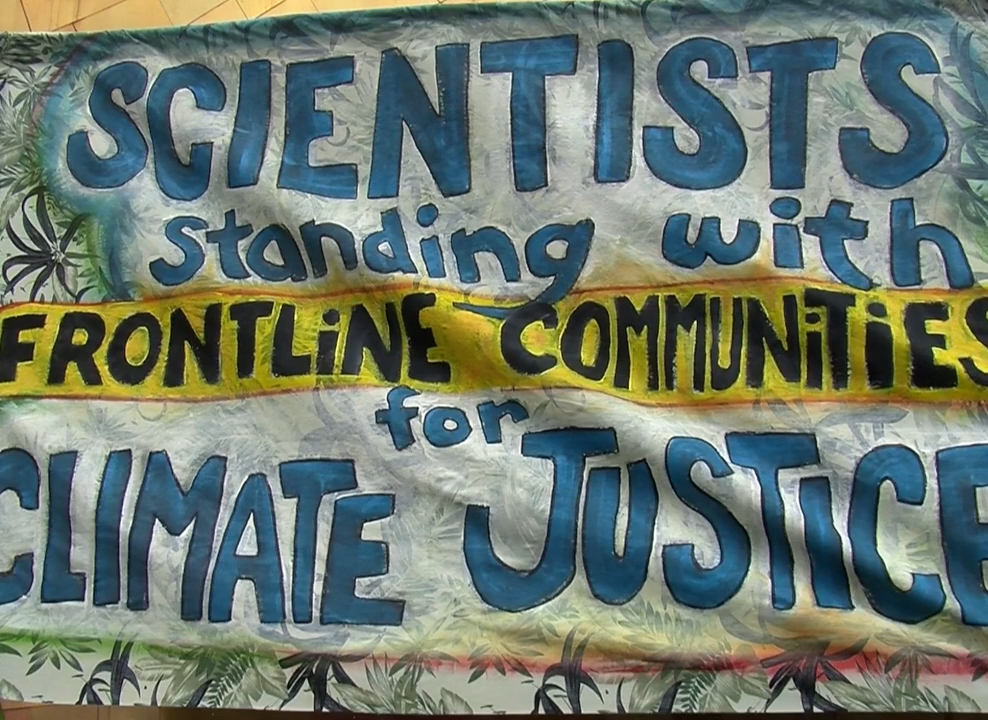 SCIENTISTS
standing with
FRONTLiNE COMMUNiTiES
for
CLIMATE JUSTiCE